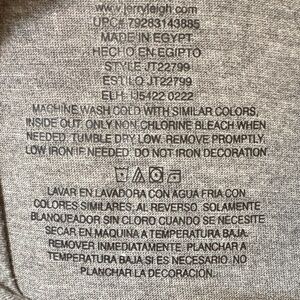 www.jerryleigh.com
UPC# 79283143885
MADE IN EGYPT
HECHO EN EGIPTO
STYLE JT22799
ESTILO JT22799
ELH: U5422 0222
MACHINE WASH COLD WITH SIMILAR COLORS,
INSIDE OUT. ONLY NON-CHLORINE BLEACH WHEN
NEEDED. TUMBLE DRY LOW. REMOVE PROMPTLY.
LOW IRON IF NEEDED. DO NOT IRON DECORATION.
LAVAR EN LAVADORA CON AGUA FRIA CON
COLORES SIMILARES, AL REVERSO. SOLAMENTE
BLANQUEADOR SIN CLORO CUANDO SE NECESITE
SECAR EN MAQUINA A TEMPERATURA BAJA.
REMOVER INMEDIATAMENTE. PLANCHAR A
TEMPERATURA BAJA SI ES NECESARIO. NO
PLANCHAR LA DECORACION.